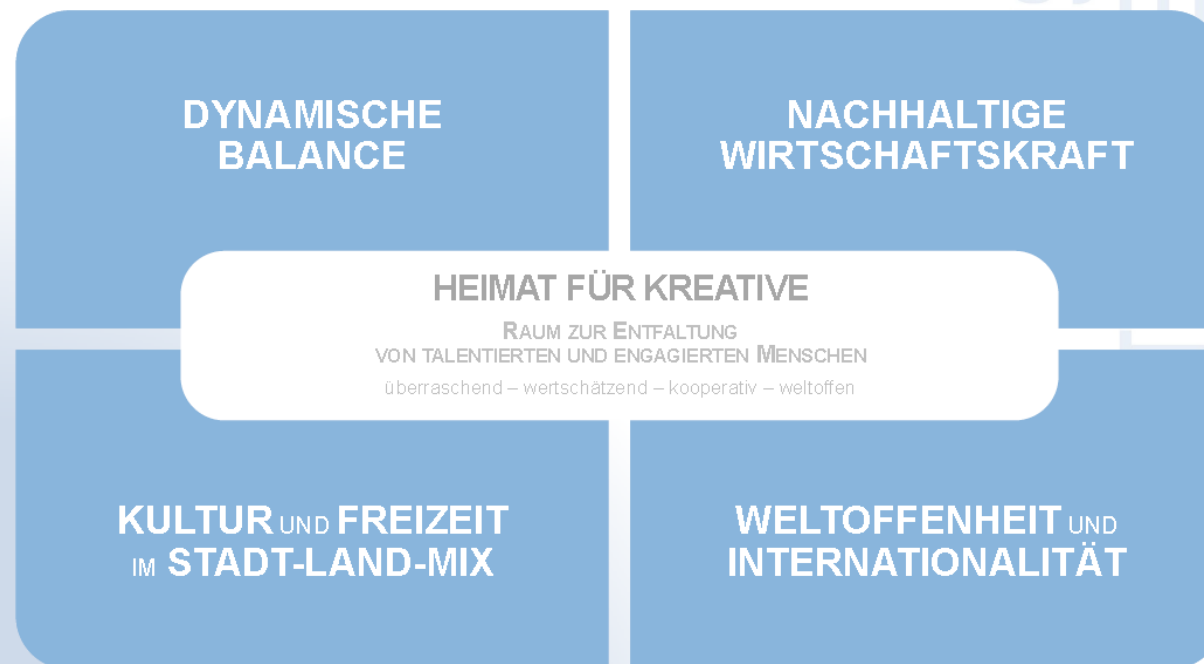 DYNAMISCHE
BALANCE
NACHHALTIGE
WIRTSCHAFTSKRAFT
HEIMAT FÜR KREATIVE
RAUM ZUR ENTFALTUNG
VON TALENTIERTEN UND ENGAGIERTEN MENSCHEN
überraschend – wertschätzend – kooperativ – weltoffen
KULTUR UND FREIZEIT
IM STADT-LAND-MIX
WELTOFFENHEIT UND
INTERNATIONALITÄT